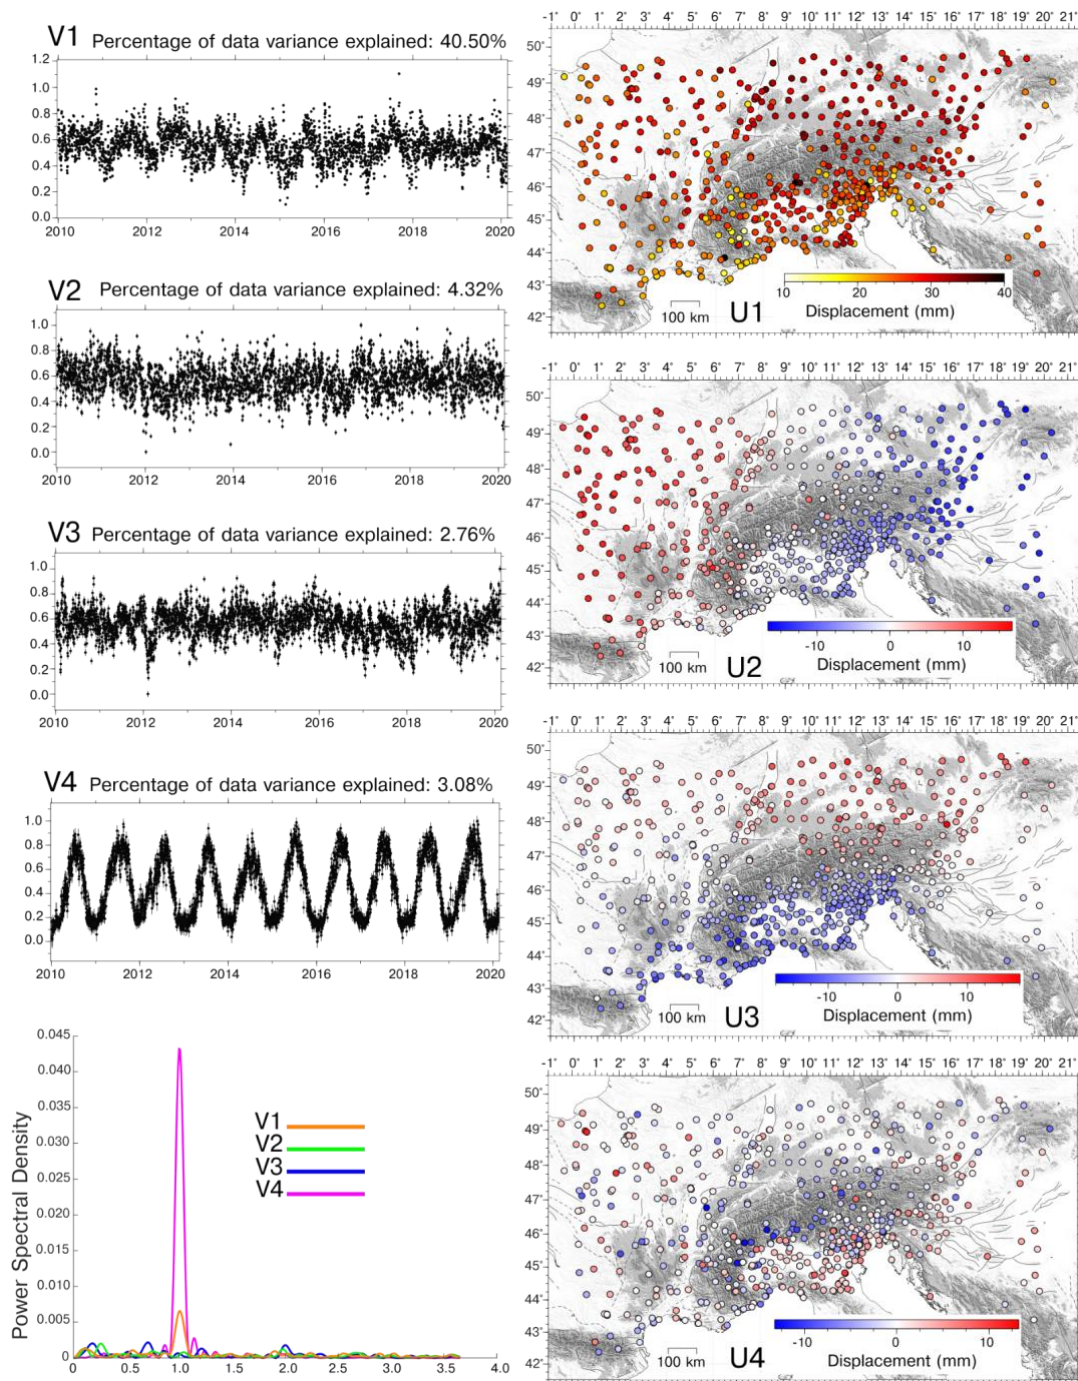 V1 Percentage of data variance explained: 40.50%
1.2
1.0
0.8
0.6
0.4
0.2
0.0
2010 2012 2014 2016 2018 2020
V2 Percentage of data variance explained: 4.32%
1.0
0.8
0.6
0.4
0.2
0.0
2010 2012 2014 2016 2018 2020
V3 Percentage of data variance explained: 2.76%
1.0
0.8
0.6
0.4
0.2
0.0
2010 2012 2014 2016 2018 2020
V4 Percentage of data variance explained: 3.08%
1.0
0.8
0.6
0.4
0.2
0.0
2010 2012 2014 2016 2018 2020
Power Spectral Density
0.045
0.040
0.035
0.030
0.025
0.020
0.015
0.010
0.005
0
V1
V2
V3
V4
0 0.5 1.0 1.5 2.0 2.5 3.0 3.5 4.0
-1° 0° 1° 2° 3° 4° 5° 6° 7° 8° 9° 10° 11° 12° 13° 14° 15° 16° 17° 18° 19° 20° 21°
50°
49°
48°
47°
46°
45°
44°
43°
42°
10 20 30 40
Displacement (mm)
100 km
U1
-1° 0° 1° 2° 3° 4° 5° 6° 7° 8° 9° 10° 11° 12° 13° 14° 15° 16° 17° 18° 19° 20° 21°
50°
49°
48°
47°
46°
45°
44°
43°
42°
-10 0 10
Displacement (mm)
100 km
U2
-1° 0° 1° 2° 3° 4° 5° 6° 7° 8° 9° 10° 11° 12° 13° 14° 15° 16° 17° 18° 19° 20° 21°
50°
49°
48°
47°
46°
45°
44°
43°
42°
-10 0 10
Displacement (mm)
100 km
U3
-1° 0° 1° 2° 3° 4° 5° 6° 7° 8° 9° 10° 11° 12° 13° 14° 15° 16° 17° 18° 19° 20° 21°
50°
49°
48°
47°
46°
45°
44°
43°
42°
-10 0 10
Displacement (mm)
100 km
U4